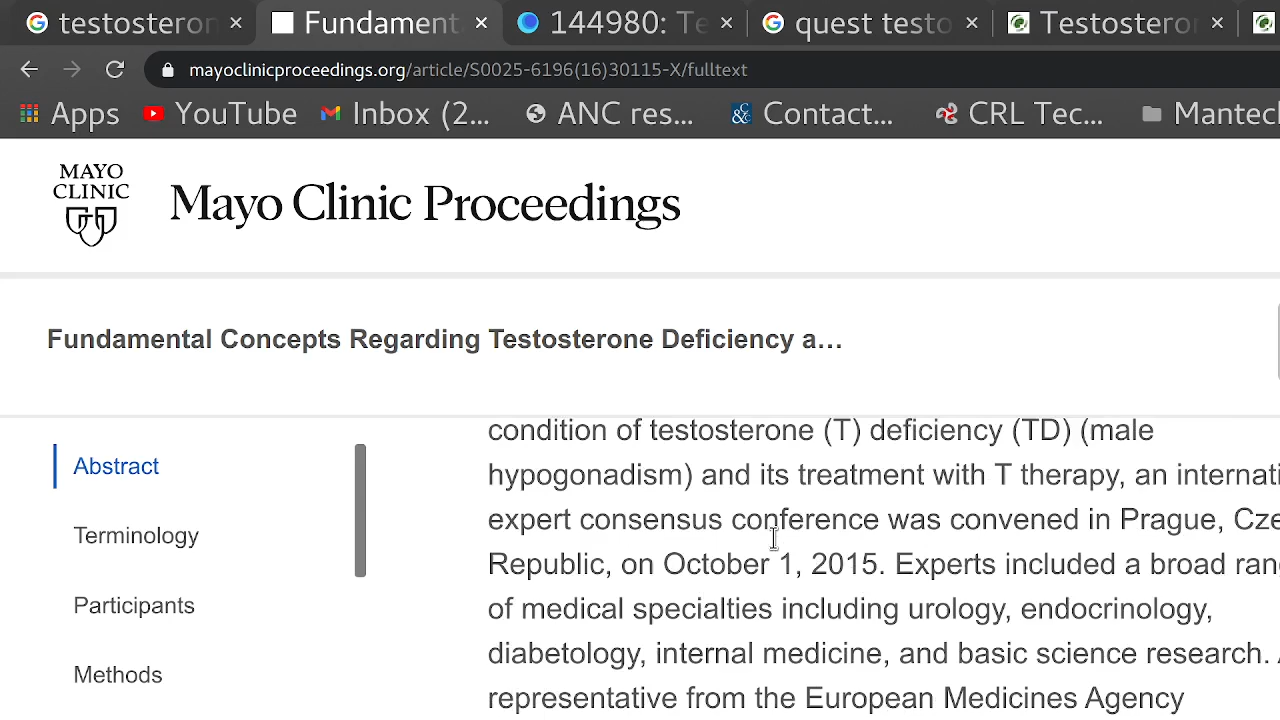 testosteron
Fundament
144980: Te
quest testo
Testosteron
mayoclinicproceedings.org/article/S0025-6196(16)30115-X/fulltext
Apps
YouTube
Inbox (2...
ANC res...
Contact...
CRL Tec...
Mantech
MAYO
CLINIC
Mayo Clinic Proceedings
Fundamental Concepts Regarding Testosterone Deficiency a...
Abstract
Terminology
Participants
Methods
condition of testosterone (T) deficiency (TD) (male
hypogonadism) and its treatment with T therapy, an internati
expert consensus conference was convened in Prague, Cze
Republic, on October 1, 2015. Experts included a broad ran
of medical specialties including urology, endocrinology,
diabetology, internal medicine, and basic science research. A
representative from the European Medicines Agency